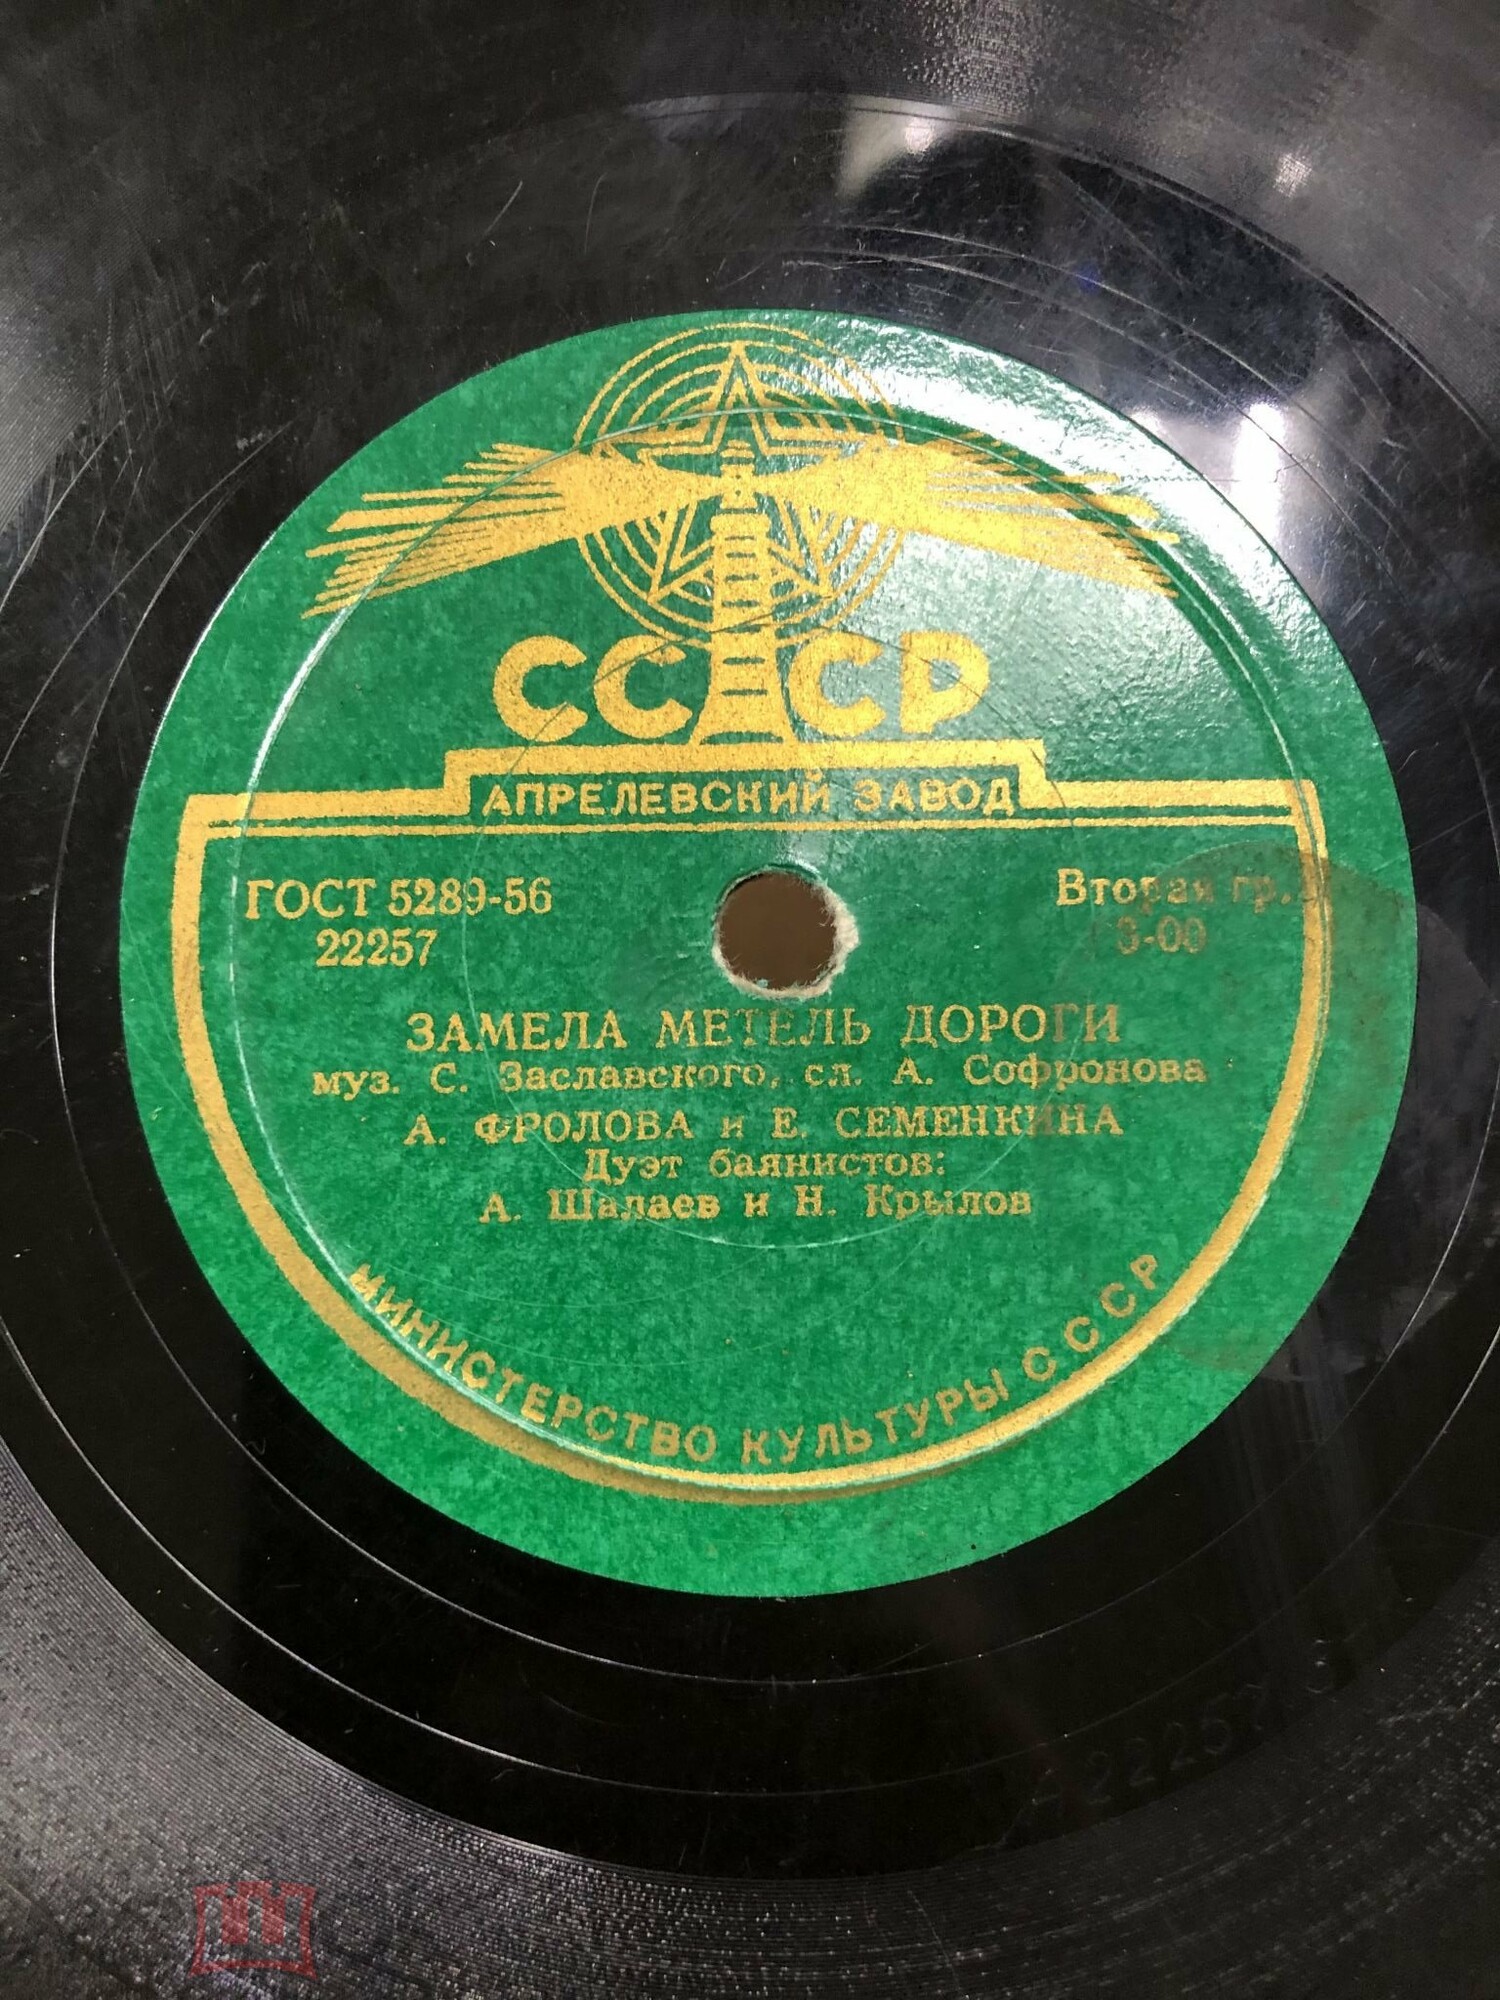 СССР
АПРЕЛЕВСКИЙ ЗАВОД
ГОСТ 5289-56
22257
Вторая гр.
3-00
ЗАМЕЛА МЕТЕЛЬ ДОРОГИ
муз. С. Заславского, сл. А. Софронова
А. ФРОЛОВА и Е. СЕМЕНКИНА
Дуэт баянистов:
А. Шалаев и Н. Крылов
МИНИСТЕРСТВО КУЛЬТУРЫ СССР
22257